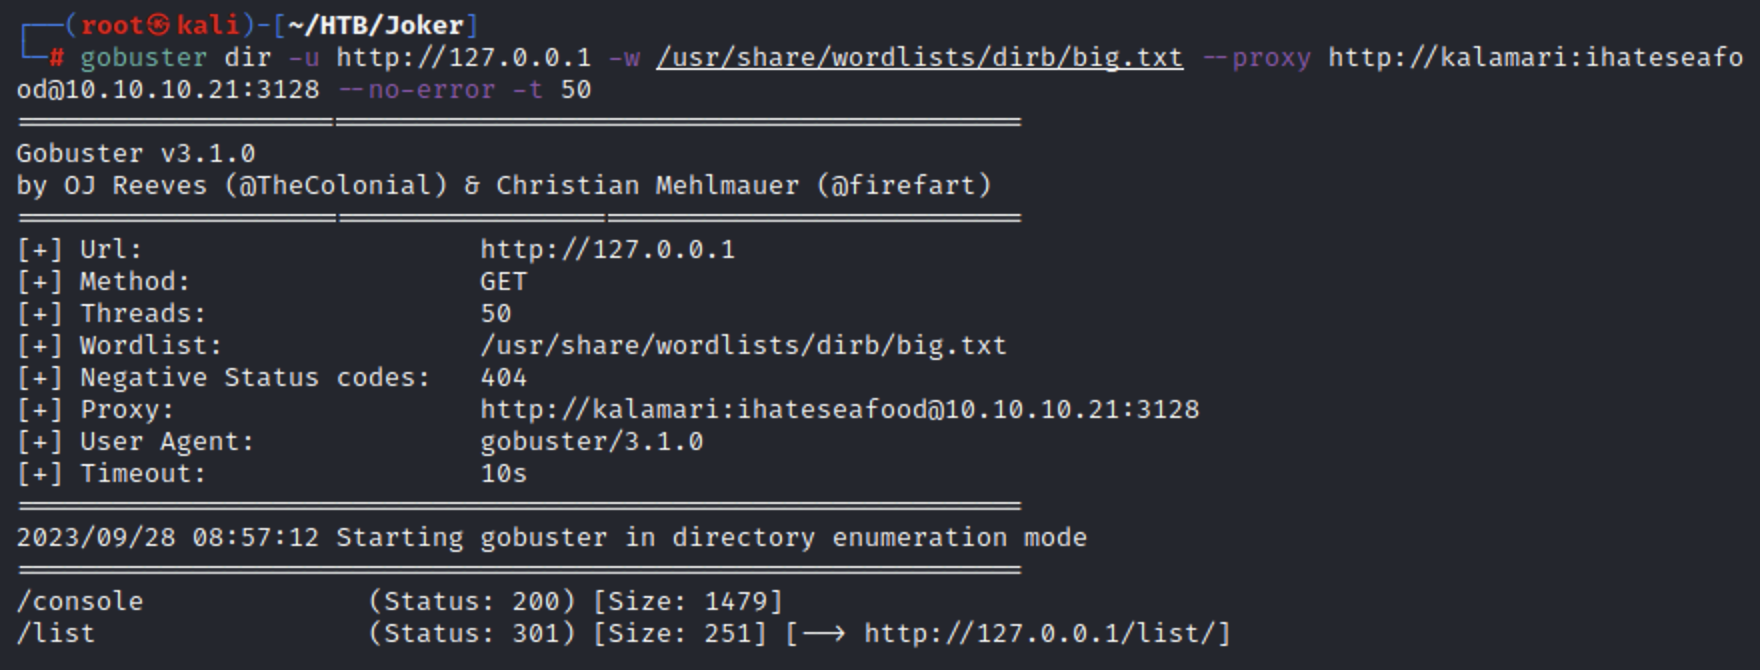 ┌──(root㉿kali)-[~/HTB/Joker]
└─# gobuster dir -u http://127.0.0.1 -w /usr/share/wordlists/dirb/big.txt --proxy http://kalamari:ihateseafo
od@10.10.10.21:3128 --no-error -t 50
===============================================================
Gobuster v3.1.0
by OJ Reeves (@TheColonial) & Christian Mehlmauer (@firefart)
===============================================================
[+] Url:                     http://127.0.0.1
[+] Method:                  GET
[+] Threads:                 50
[+] Wordlist:                /usr/share/wordlists/dirb/big.txt
[+] Negative Status codes:   404
[+] Proxy:                   http://kalamari:ihateseafood@10.10.10.21:3128
[+] User Agent:              gobuster/3.1.0
[+] Timeout:                 10s
===============================================================
2023/09/28 08:57:12 Starting gobuster in directory enumeration mode
===============================================================
/console              (Status: 200) [Size: 1479]
/list                 (Status: 301) [Size: 251] [--> http://127.0.0.1/list/]